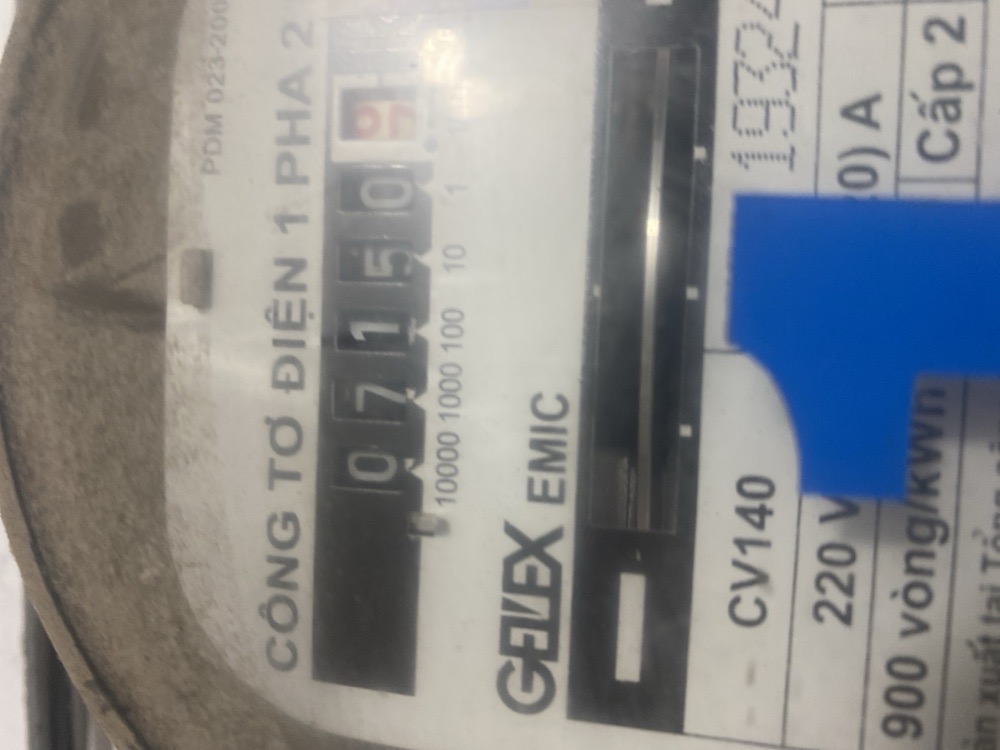 PDM 023-200
CÔNG TƠ ĐIỆN 1 PHA 2
0 7 1 5 0
10000 1000 100 10 1
GELEX EMIC
CV140
220 V
0) A
900 vòng/kWh
Cấp 2